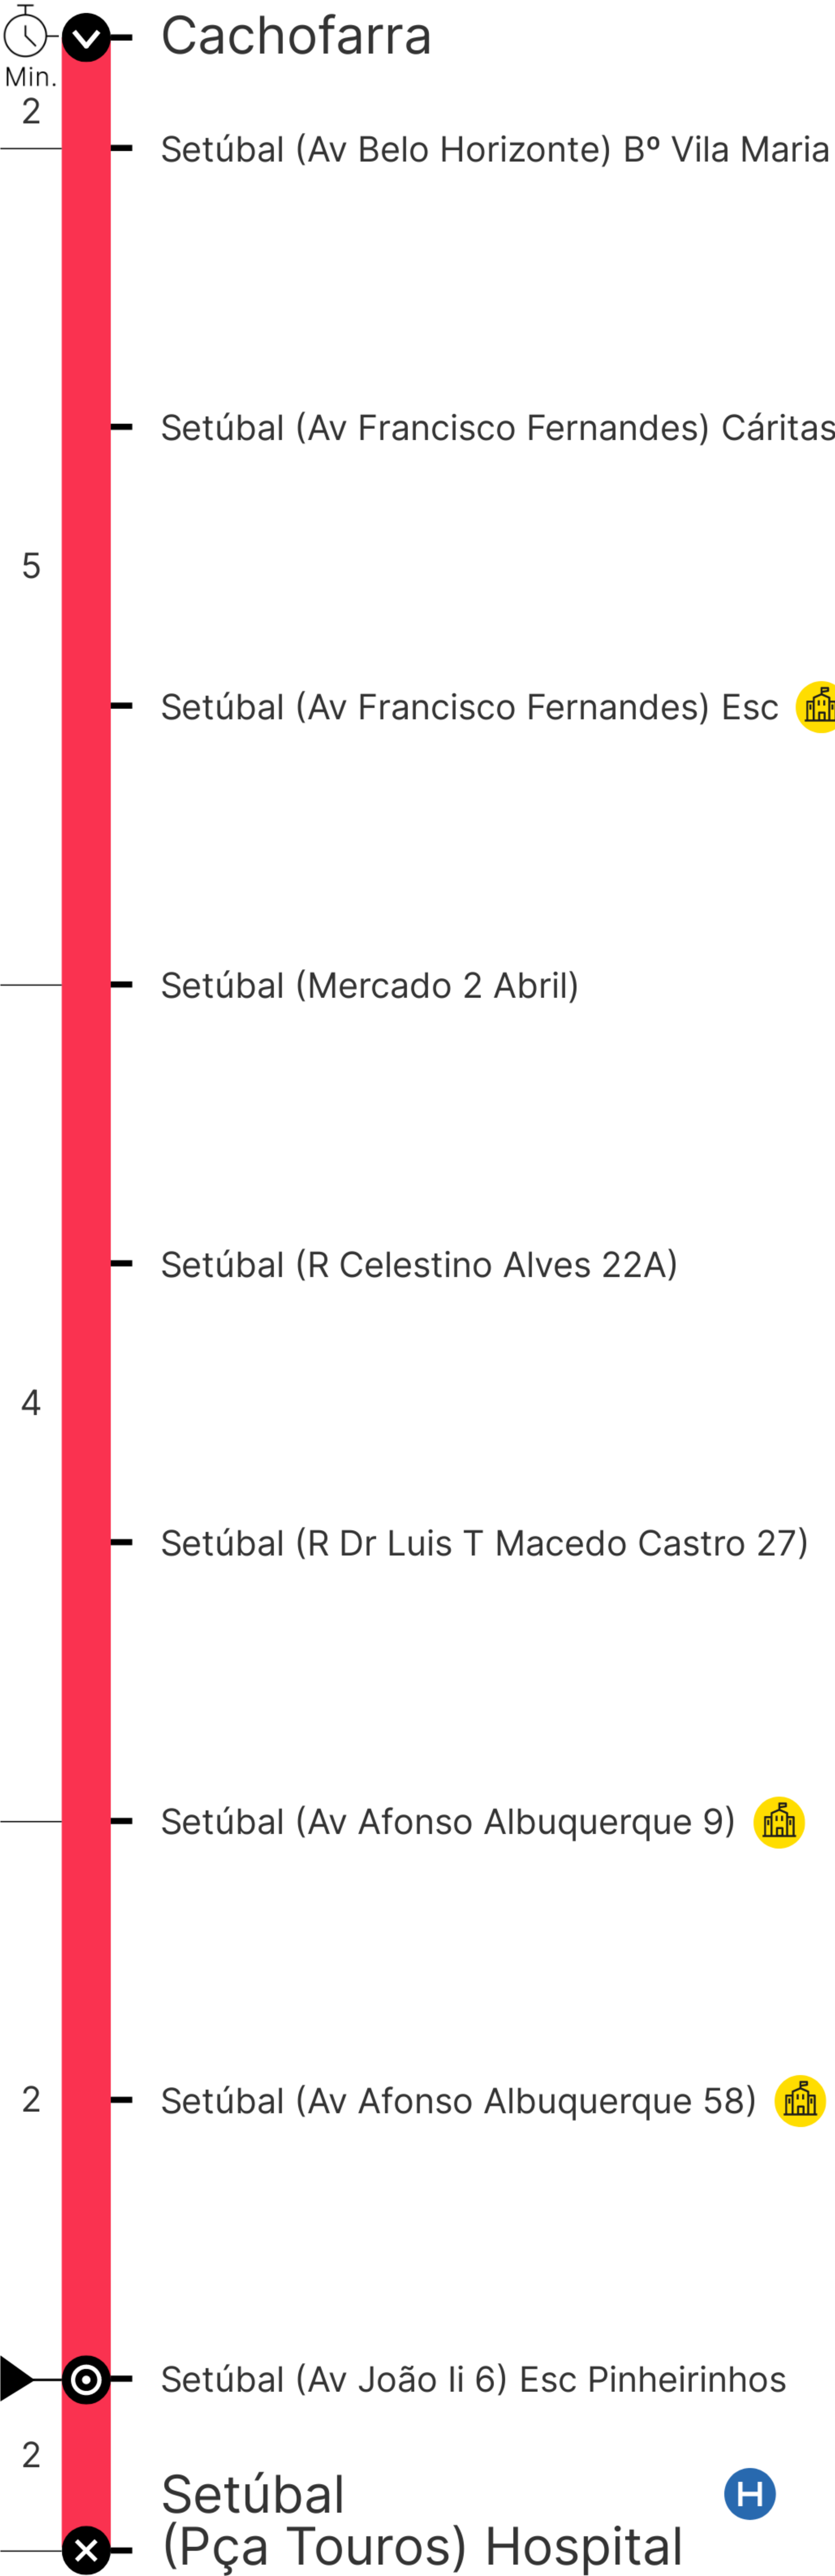 Cachofarra
Min.
2
Setúbal (Av Belo Horizonte) Bº Vila Maria
Setúbal (Av Francisco Fernandes) Cáritas
5
Setúbal (Av Francisco Fernandes) Esc
Setúbal (Mercado 2 Abril)
Setúbal (R Celestino Alves 22A)
4
Setúbal (R Dr Luis T Macedo Castro 27)
Setúbal (Av Afonso Albuquerque 9)
2
Setúbal (Av Afonso Albuquerque 58)
Setúbal (Av João Ii 6) Esc Pinheirinhos
2
Setúbal
H
(Pça Touros) Hospital